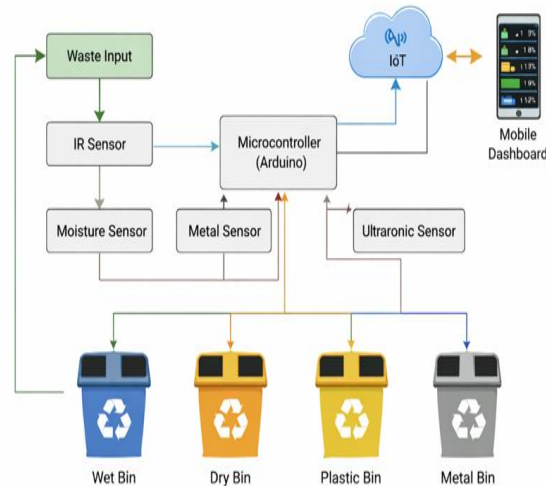 Waste Input
IóT
IR Sensor
Microcontroller
(Arduino)
Mobile
Dashboard
Moisture Sensor
Metal Sensor
Ultraronic Sensor
Wet Bin
Dry Bin
Plastic Bin
Metal Bin